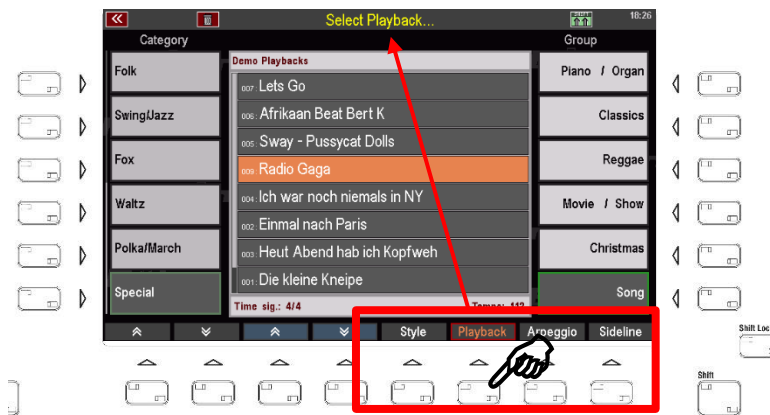 Select Playback...
18:26
Category
Group
Demo Playbacks
Folk
Swing/Jazz
Fox
Waltz
Polka/March
Special
007: Lets Go
006: Afrikaan Beat Bert K
005: Sway - Pussycat Dolls
009: Radio Gaga
004: Ich war noch niemals in NY
002: Einmal nach Paris
003: Heut Abend hab ich Kopfweh
001: Die kleine Kneipe
Time sig.: 4/4
Piano / Organ
Classics
Reggae
Movie / Show
Christmas
Song
Style
Playback
Arpeggio
Sideline
Shift Loc
Shift